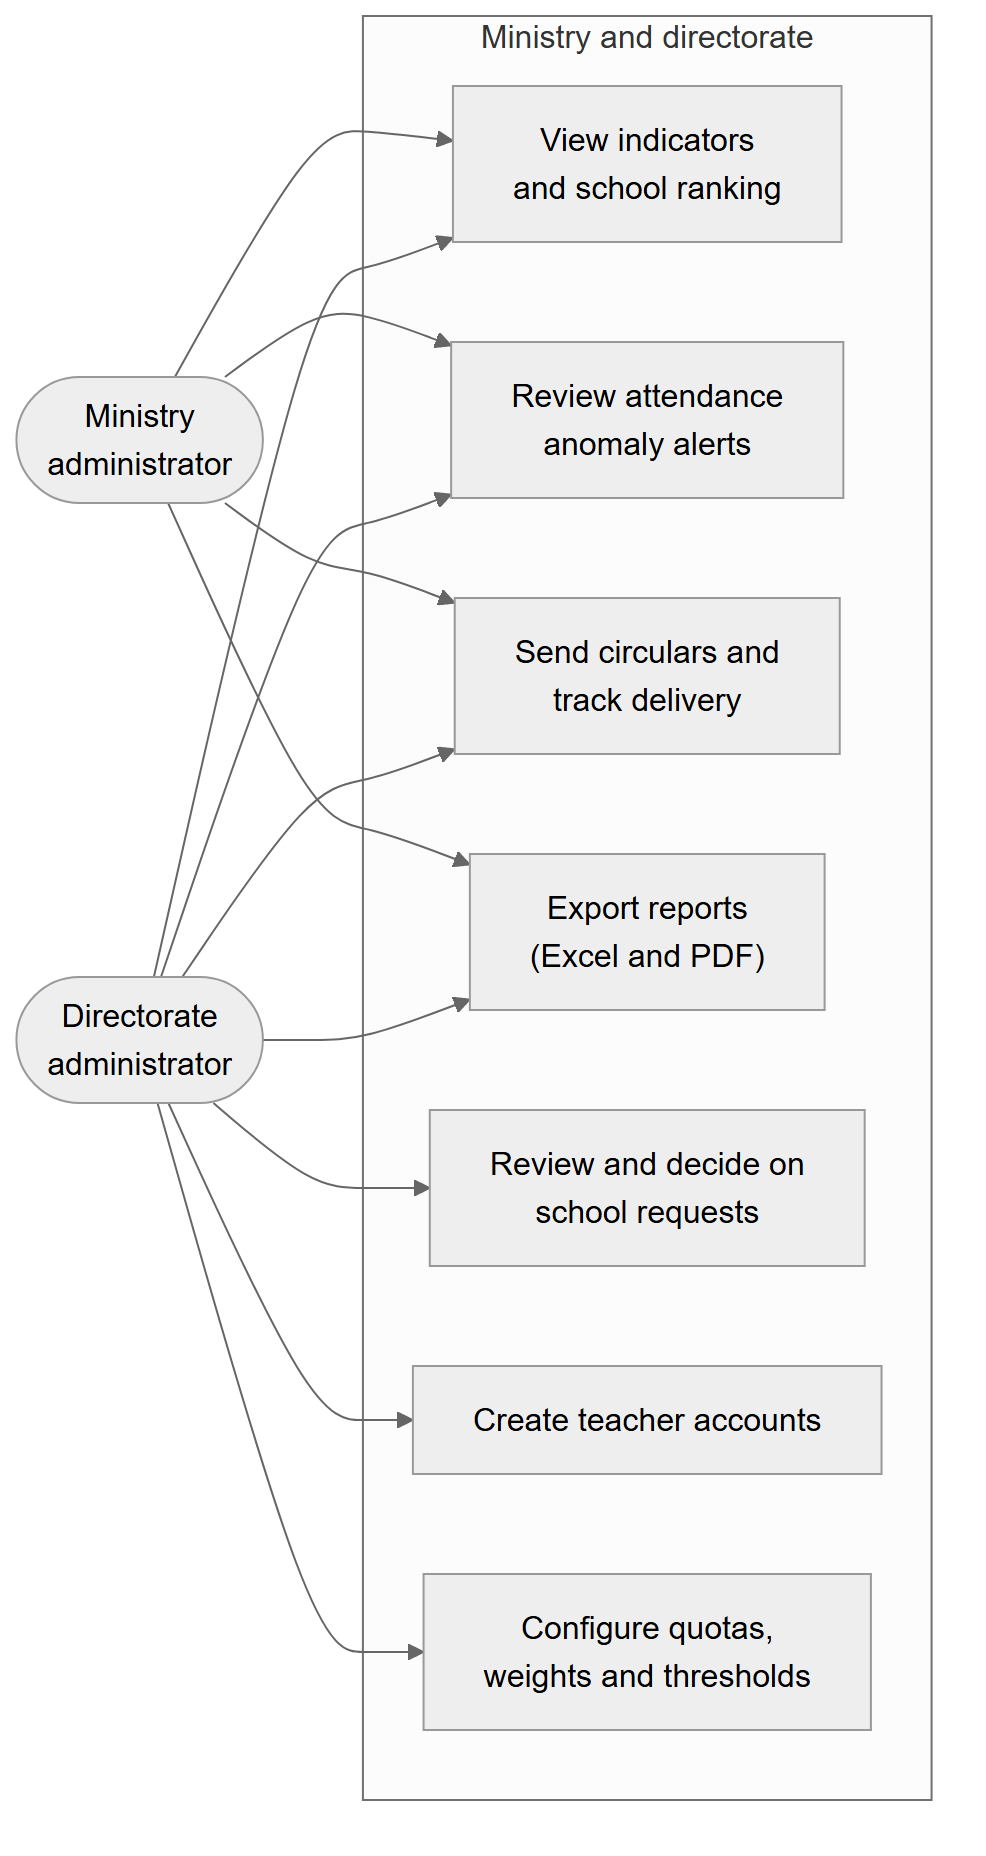 Ministry and directorate
View indicators
and school ranking
Review attendance
anomaly alerts
Ministry
administrator
Send circulars and
track delivery
Export reports
(Excel and PDF)
Directorate
administrator
Review and decide on
school requests
Create teacher accounts
Configure quotas,
weights and thresholds